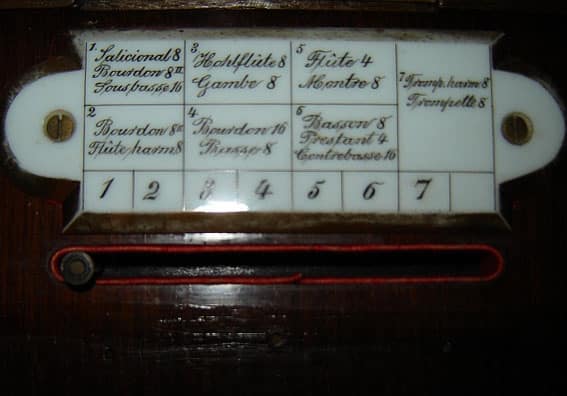 1. Salicional 8
Bourdon 8 II
Sousbasse 16
2 Bourdon 8
Flûte harm 8
3 Hohlflûte 8
Gambe 8
4 Bourdon 16
Basse 8
5 Flûte 4
Montre 8
6 Basson 8
Prestant 4
Contrebasse 16
7 Tromp. harm 8
Trompette 8
1 2 3 4 5 6 7